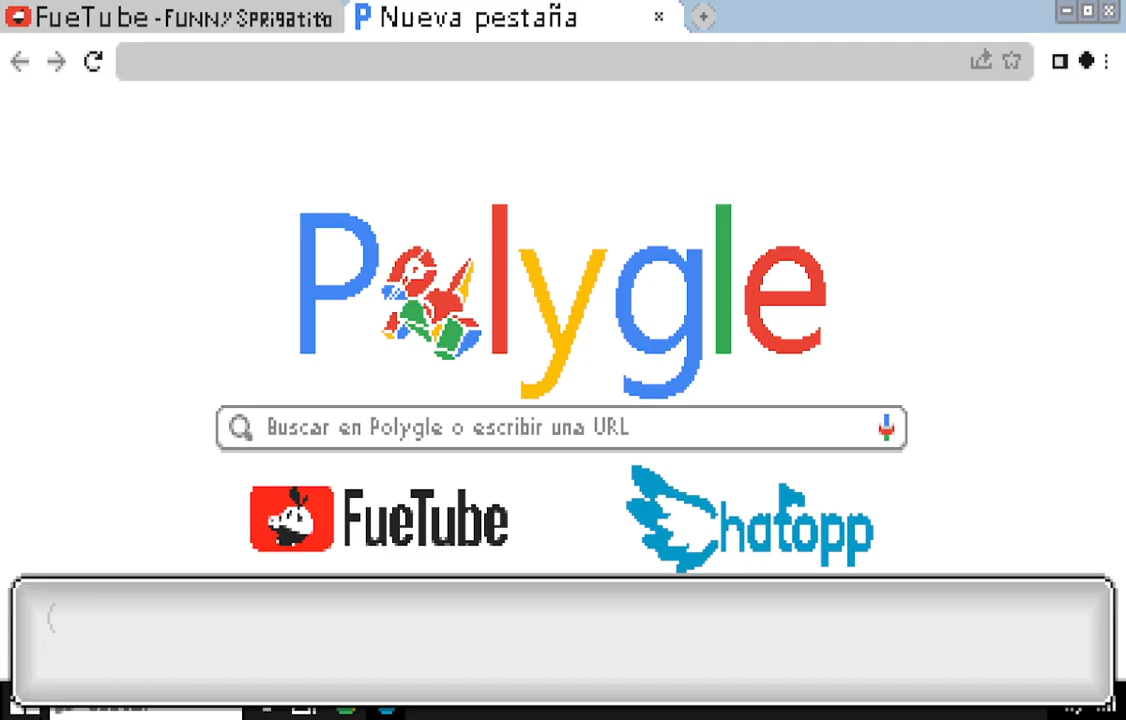 FueTube - FUNNY SPRIGATITO
P Nueva pestaña
Polygle
Buscar en Polygle o escribir una URL
FueTube
Chatopp
(